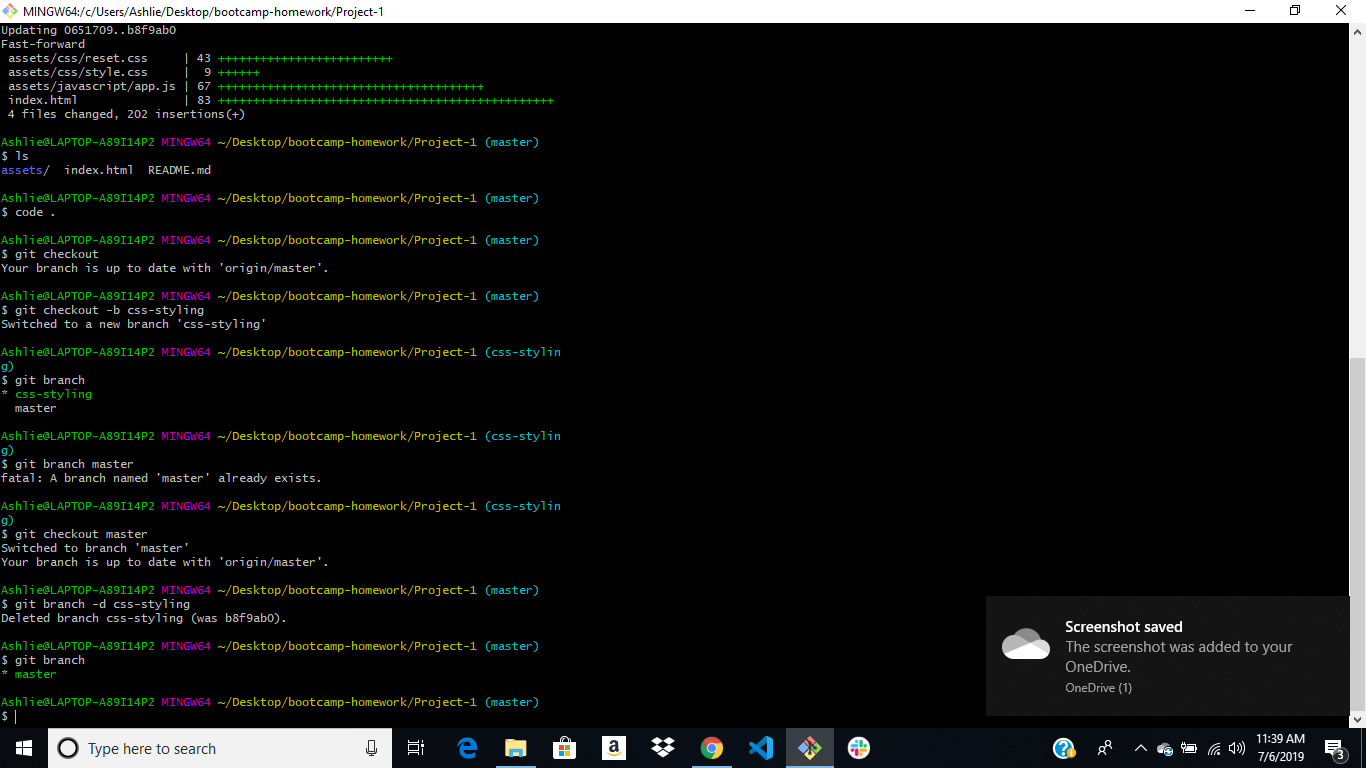 MINGW64:/c/Users/Ashlie/Desktop/bootcamp-homework/Project-1
Updating 0651709..b8f9ab0
Fast-forward
 assets/css/reset.css     | 43 +++++++++++++++++++++++++
 assets/css/style.css     |  9 ++++++
 assets/javascript/app.js | 67 ++++++++++++++++++++++++++++++++++++++
 index.html               | 83 ++++++++++++++++++++++++++++++++++++++++++++++++
 4 files changed, 202 insertions(+)
Ashlie@LAPTOP-A89I14P2 MINGW64 ~/Desktop/bootcamp-homework/Project-1 (master)
$ ls
assets/  index.html  README.md
Ashlie@LAPTOP-A89I14P2 MINGW64 ~/Desktop/bootcamp-homework/Project-1 (master)
$ code .
Ashlie@LAPTOP-A89I14P2 MINGW64 ~/Desktop/bootcamp-homework/Project-1 (master)
$ git checkout
Your branch is up to date with 'origin/master'.
Ashlie@LAPTOP-A89I14P2 MINGW64 ~/Desktop/bootcamp-homework/Project-1 (master)
$ git checkout -b css-styling
Switched to a new branch 'css-styling'
Ashlie@LAPTOP-A89I14P2 MINGW64 ~/Desktop/bootcamp-homework/Project-1 (css-stylin
g)
$ git branch
* css-styling
  master
Ashlie@LAPTOP-A89I14P2 MINGW64 ~/Desktop/bootcamp-homework/Project-1 (css-stylin
g)
$ git branch master
fatal: A branch named 'master' already exists.
Ashlie@LAPTOP-A89I14P2 MINGW64 ~/Desktop/bootcamp-homework/Project-1 (css-stylin
g)
$ git checkout master
Switched to branch 'master'
Your branch is up to date with 'origin/master'.
Ashlie@LAPTOP-A89I14P2 MINGW64 ~/Desktop/bootcamp-homework/Project-1 (master)
$ git branch -d css-styling
Deleted branch css-styling (was b8f9ab0).
Ashlie@LAPTOP-A89I14P2 MINGW64 ~/Desktop/bootcamp-homework/Project-1 (master)
$ git branch
* master
Ashlie@LAPTOP-A89I14P2 MINGW64 ~/Desktop/bootcamp-homework/Project-1 (master)
$
Screenshot saved
The screenshot was added to your
OneDrive.
OneDrive (1)
Type here to search
11:39 AM
7/6/2019
3